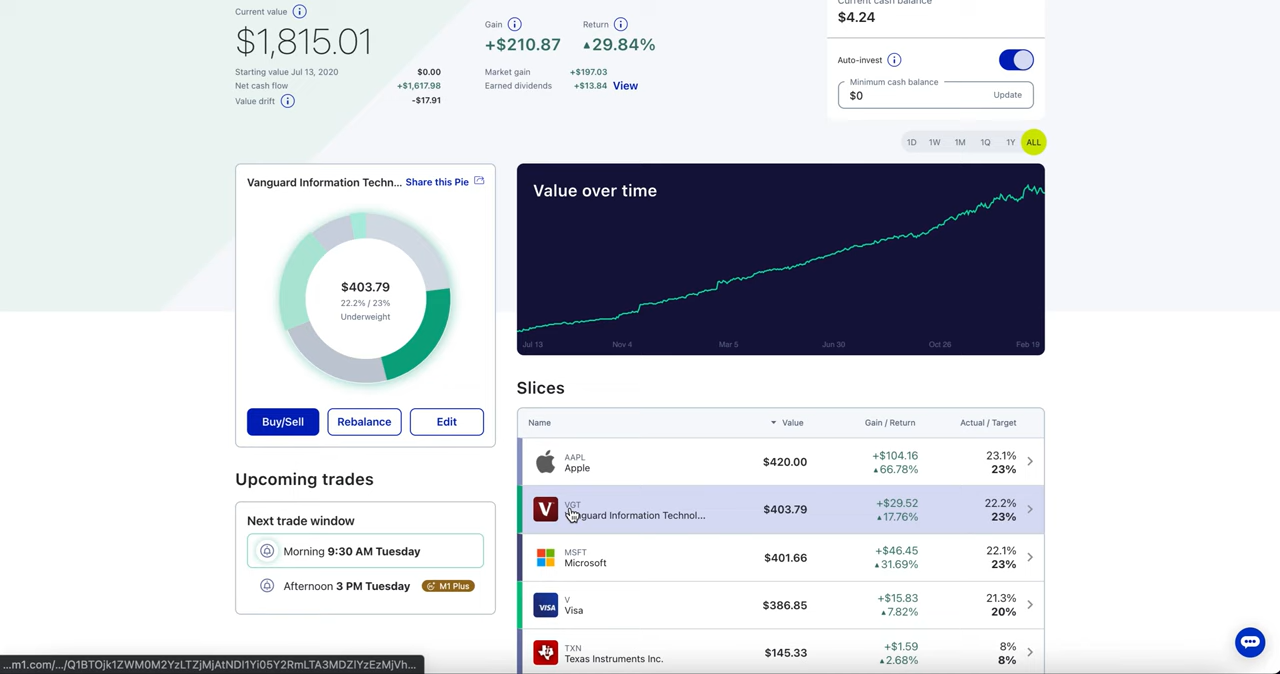 Current value
$1,815.01
Starting value Jul 13, 2020 $0.00
Net cash flow +$1,617.98
Value drift -$17.91
Gain
+$210.87
Return
29.84%
Market gain +$197.03
Earned dividends +$13.84 View
Current cash balance
$4.24
Auto-invest
Minimum cash balance
$0 Update
1D 1W 1M 1Q 1Y ALL
Vanguard Information Techn... Share this Pie
$403.79
22.2% / 23%
Underweight
Buy/Sell Rebalance Edit
Upcoming trades
Next trade window
Morning 9:30 AM Tuesday
Afternoon 3 PM Tuesday M1 Plus
Value over time
Jul 13 Nov 4 Mar 5 Jun 30 Oct 26 Feb 19
Slices
Name Value Gain / Return Actual / Target
AAPL
Apple
$420.00
+$104.16
66.78%
23.1%
23%
V
VGT
Vanguard Information Technol...
$403.79
+$29.52
17.76%
22.2%
23%
MSFT
Microsoft
$401.66
+$46.45
31.69%
22.1%
23%
VISA
V
Visa
$386.85
+$15.83
7.82%
21.3%
20%
TXN
Texas Instruments Inc.
$145.33
+$1.59
2.68%
8%
8%